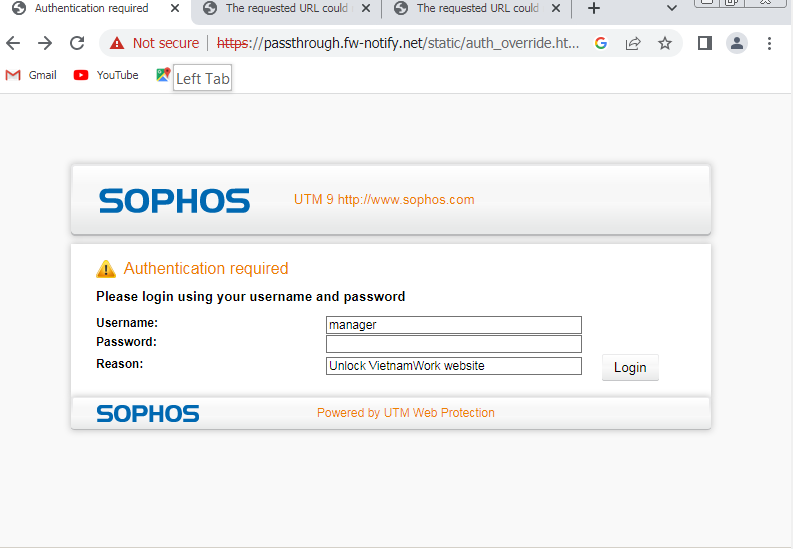 Authentication required
The requested URL could
The requested URL could
Not secure
https://passthrough.fw-notify.net/static/auth_override.ht...
Gmail
YouTube
Left Tab
SOPHOS
UTM 9 http://www.sophos.com
Authentication required
Please login using your username and password
Username:
manager
Password:
Reason:
Unlock VietnamWork website
Login
SOPHOS
Powered by UTM Web Protection